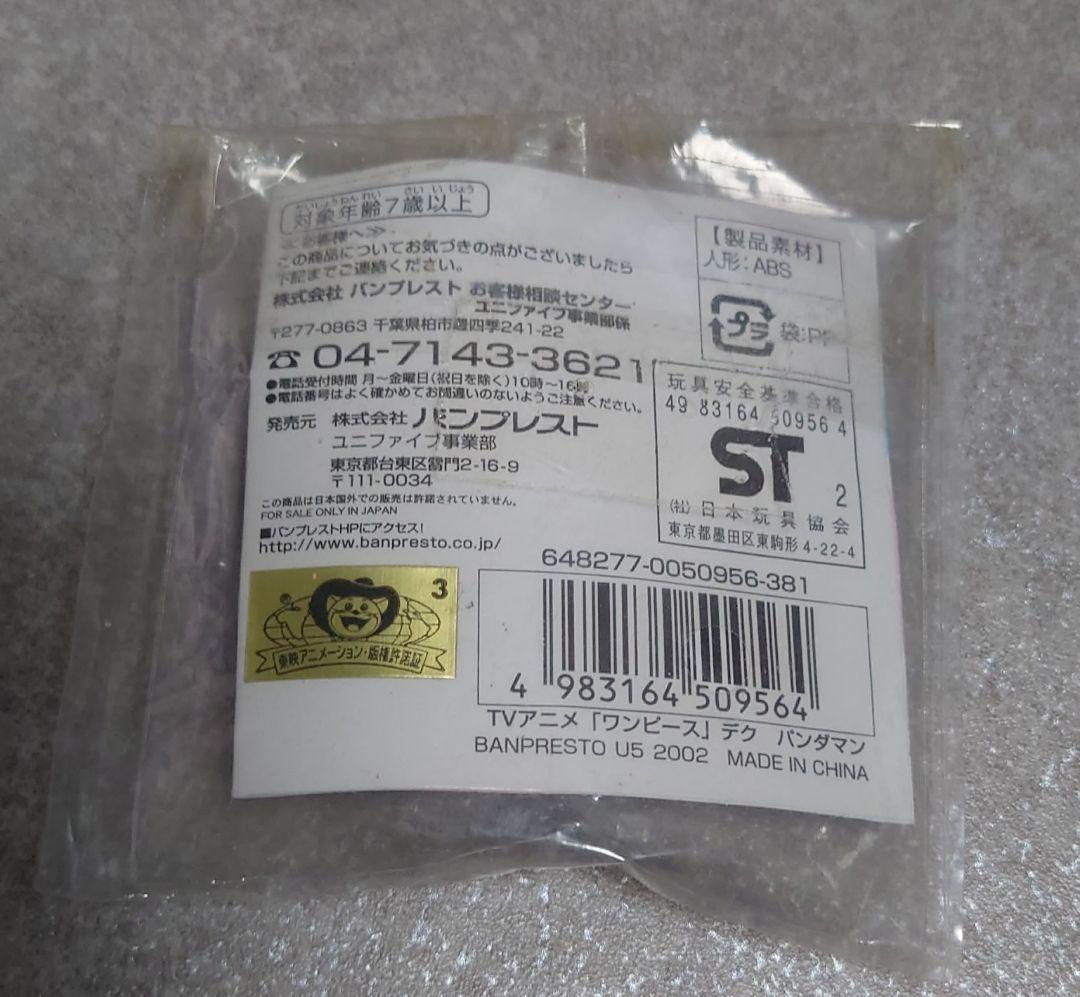 たいしょうねんれい さいいじょう
対象年齢7歳以上
≪お客様へ≫
この商品についてお気づきの点がございましたら
下記までご連絡ください。
株式会社 バンプレスト お客様相談センター
ユニファイブ事業部係
〒277-0863 千葉県柏市豊四季241-22
☎ 04-7143-3621
●電話受付時間 月〜金曜日(祝日を除く)10時〜16時
●電話番号はよく確かめてお間違いのないようご注意ください。
発売元 株式会社 バンプレスト
ユニファイブ事業部
東京都台東区雷門2-16-9
〒111-0034
この商品は日本国外での販売は許諾されていません。
FOR SALE ONLY IN JAPAN
■バンプレストHPにアクセス!
http://www.banpresto.co.jp/
3
東映アニメーション・版権許諾証
【製品素材】
人形:ABS
プラ 袋:PP
玩具安全基準合格
49 83164 50956 4
ST 2
(社)日本玩具協会
東京都墨田区東駒形 4-22-4
648277-0050956-381
4 983164 509564
TVアニメ「ワンピース」デク パンダマン
BANPRESTO U5 2002 MADE IN CHINA